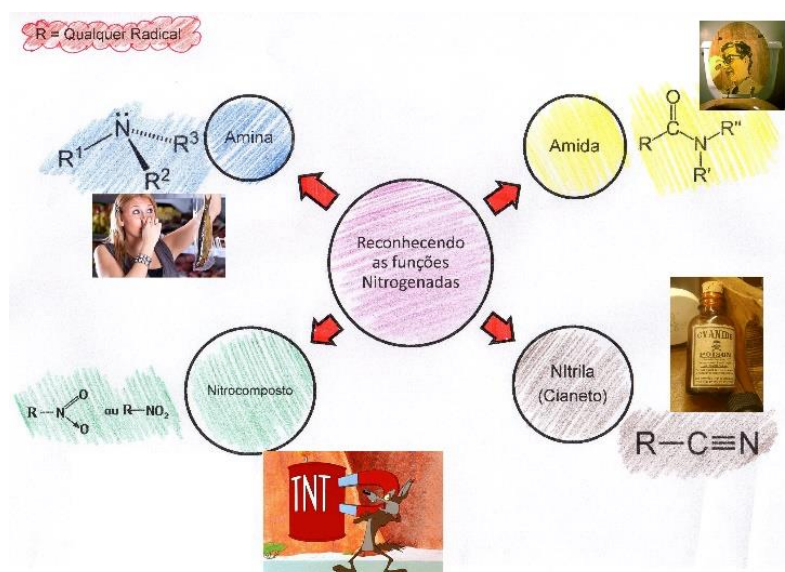 R = Qualquer Radical
Amina
N
R¹
R²
R³
Amida
O
C
R
N
R"
R'
Reconhecendo
as funções
Nitrogenadas
Nitrocomposto
R—N
O
O
ou R—NO₂
TNT
NItrila
(Cianeto)
CYANIDE
POISON
R—C≡N